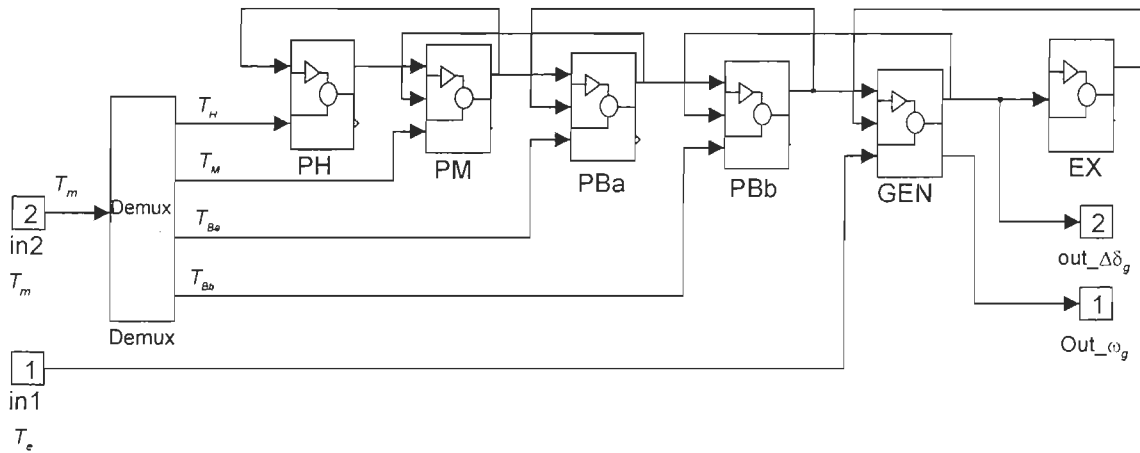 T_H
PH
PM
PBa
PBb
GEN
EX
T_M
T_m
Demux
2
in2
T_Ba
2
out_Δδ_g
T_m
T_Bb
1
Demux
Out_ω_g
1
in1
T_e